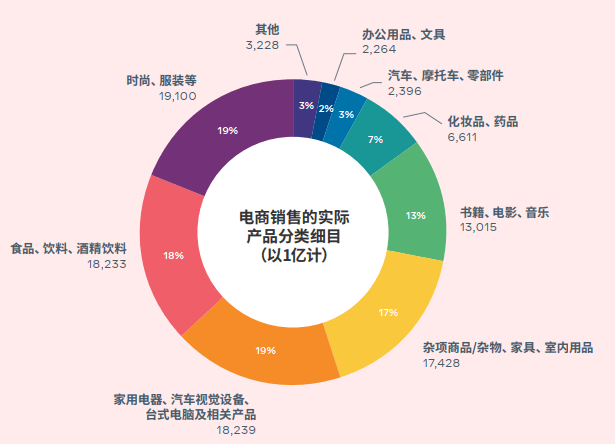 其他
3,228
办公用品、文具
2,264
汽车、摩托车、零部件
2,396
化妆品、药品
6,611
书籍、电影、音乐
13,015
杂项商品/杂物、家具、室内用品
17,428
家用电器、汽车视觉设备、
台式电脑及相关产品
18,239
食品、饮料、酒精饮料
18,233
时尚、服装等
19,100
3%
2%
3%
7%
13%
17%
19%
18%
19%
电商销售的实际
产品分类细目
（以1亿计）